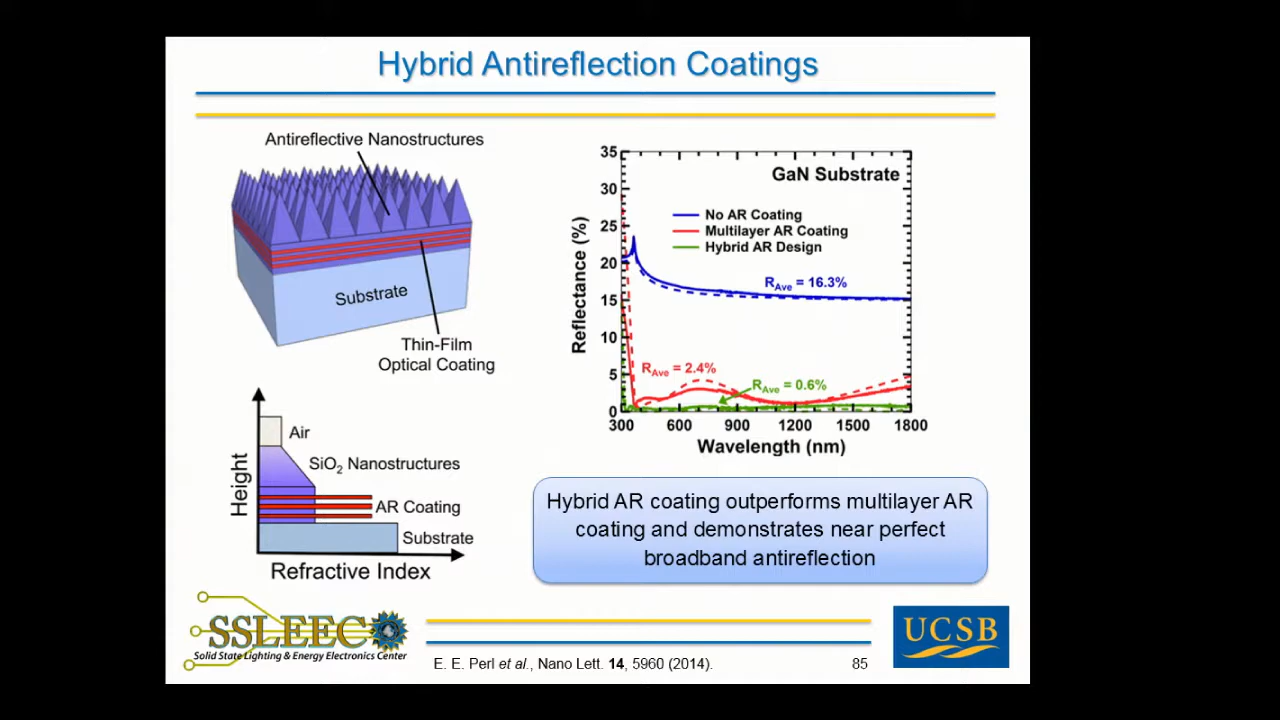 Hybrid Antireflection Coatings
Antireflective Nanostructures
Substrate
Thin-Film
Optical Coating
Height
Air
SiO₂ Nanostructures
AR Coating
Substrate
Refractive Index
Reflectance (%)
35
30
25
20
15
10
5
0
GaN Substrate
No AR Coating
Multilayer AR Coating
Hybrid AR Design
R_Ave = 16.3%
R_Ave = 2.4%
R_Ave = 0.6%
300 600 900 1200 1500 1800
Wavelength (nm)
Hybrid AR coating outperforms multilayer AR
coating and demonstrates near perfect
broadband antireflection
SSLEEC
Solid State Lighting & Energy Electronics Center
E. E. Perl et al., Nano Lett. 14, 5960 (2014).
85
UCSB